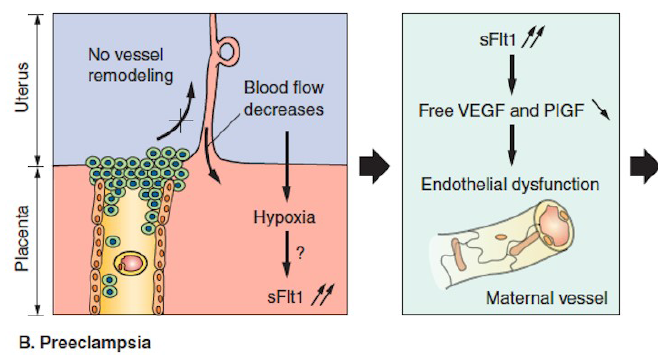 Uterus
No vessel
remodeling
Blood flow
decreases
Placenta
Hypoxia
?
sFlt1
sFlt1
Free VEGF and PlGF
Endothelial dysfunction
Maternal vessel
B. Preeclampsia